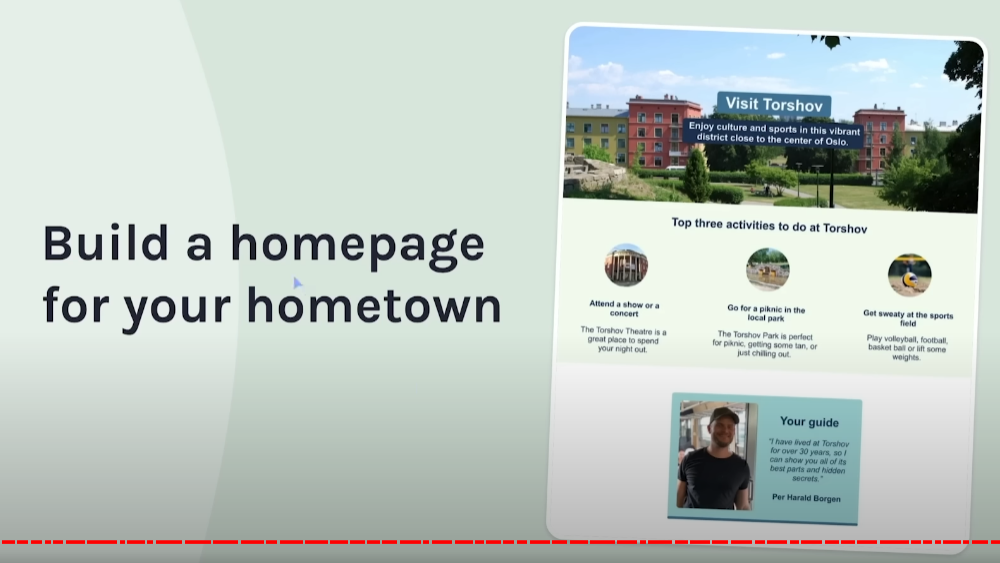 Build a homepage
for your hometown
Visit Torshov
Enjoy culture and sports in this vibrant
district close to the center of Oslo.
Top three activities to do at Torshov
Attend a show or a
concert
The Torshov Theatre is a
great place to spend
your night out.
Go for a piknic in the
local park
The Torshov Park is perfect
for piknic, getting some tan, or
just chilling out.
Get sweaty at the sports
field
Play volleyball, football,
basket ball or lift some
weights.
Your guide
"I have lived at Torshov
for over 30 years, so I
can show you all of its
best parts and hidden
secrets."
Per Harald Borgen